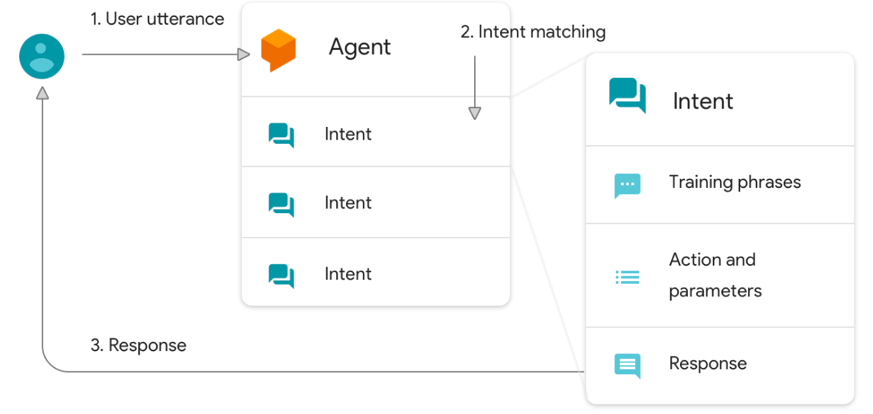 1. User utterance
Agent
2. Intent matching
Intent
Intent
Intent
Intent
Training phrases
Action and
parameters
Response
3. Response